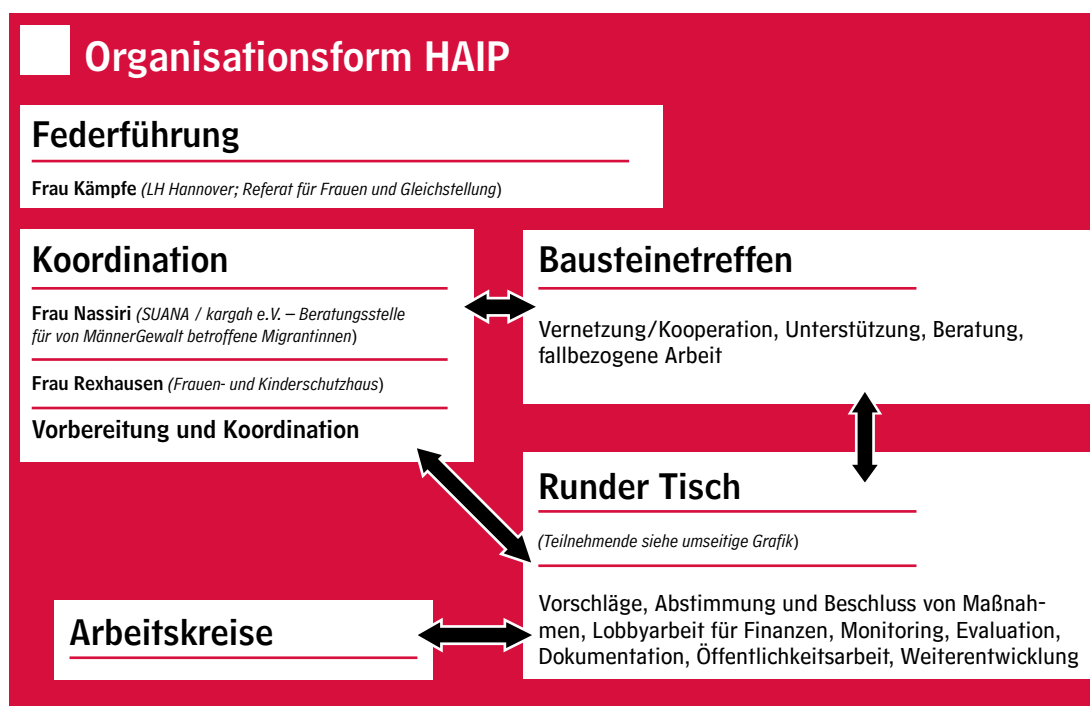 Organisationsform HAIP
Federführung
Frau Kämpfe (LH Hannover; Referat für Frauen und Gleichstellung)
Koordination
Frau Nassiri (SUANA / kargah e.V. – Beratungsstelle
für von MännerGewalt betroffene Migrantinnen)
Frau Rexhausen (Frauen- und Kinderschutzhaus)
Vorbereitung und Koordination
Bausteinetreffen
Vernetzung/Kooperation, Unterstützung, Beratung,
fallbezogene Arbeit
Runder Tisch
(Teilnehmende siehe umseitige Grafik)
Vorschläge, Abstimmung und Beschluss von Maßnah-
men, Lobbyarbeit für Finanzen, Monitoring, Evaluation,
Dokumentation, Öffentlichkeitsarbeit, Weiterentwicklung
Arbeitskreise